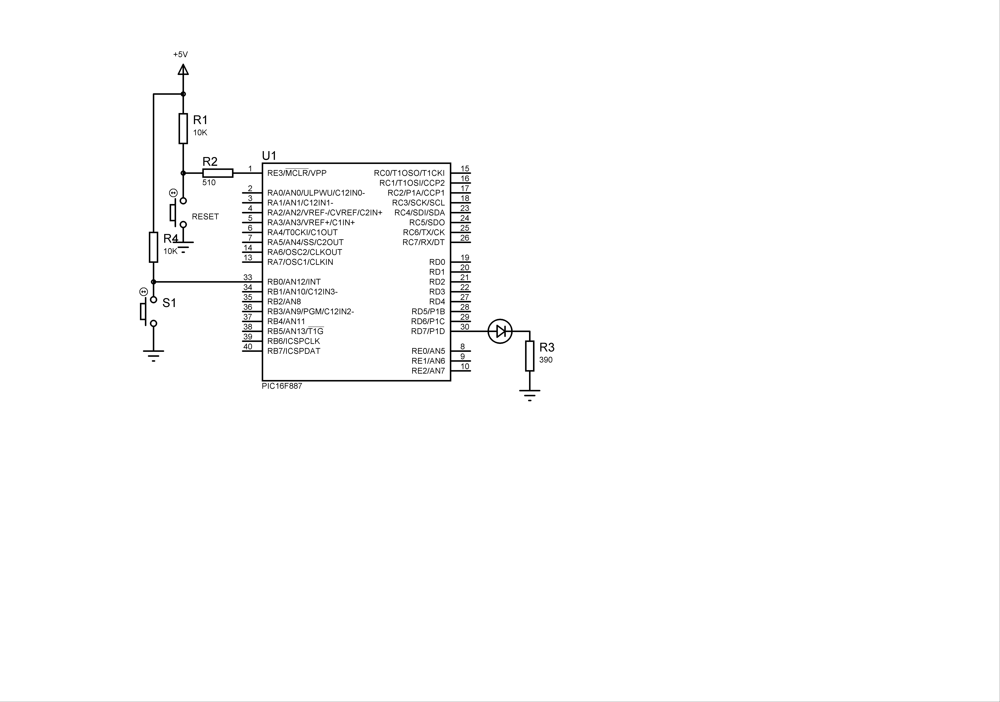 +5V
R1
10K
R2
510
RESET
R4
10K
S1
U1
1
RE3/MCLR/VPP
2
RA0/AN0/ULPWU/C12IN0-
3
RA1/AN1/C12IN1-
4
RA2/AN2/VREF-/CVREF/C2IN+
5
RA3/AN3/VREF+/C1IN+
6
RA4/T0CKI/C1OUT
7
RA5/AN4/SS/C2OUT
14
RA6/OSC2/CLKOUT
13
RA7/OSC1/CLKIN
33
RB0/AN12/INT
34
RB1/AN10/C12IN3-
35
RB2/AN8
36
RB3/AN9/PGM/C12IN2-
37
RB4/AN11
38
RB5/AN13/T1G
39
RB6/ICSPCLK
40
RB7/ICSPDAT
RC0/T1OSO/T1CKI
15
RC1/T1OSI/CCP2
16
RC2/P1A/CCP1
17
RC3/SCK/SCL
18
RC4/SDI/SDA
23
RC5/SDO
24
RC6/TX/CK
25
RC7/RX/DT
26
RD0
19
RD1
20
RD2
21
RD3
22
RD4
27
RD5/P1B
28
RD6/P1C
29
RD7/P1D
30
RE0/AN5
8
RE1/AN6
9
RE2/AN7
10
PIC16F887
R3
390